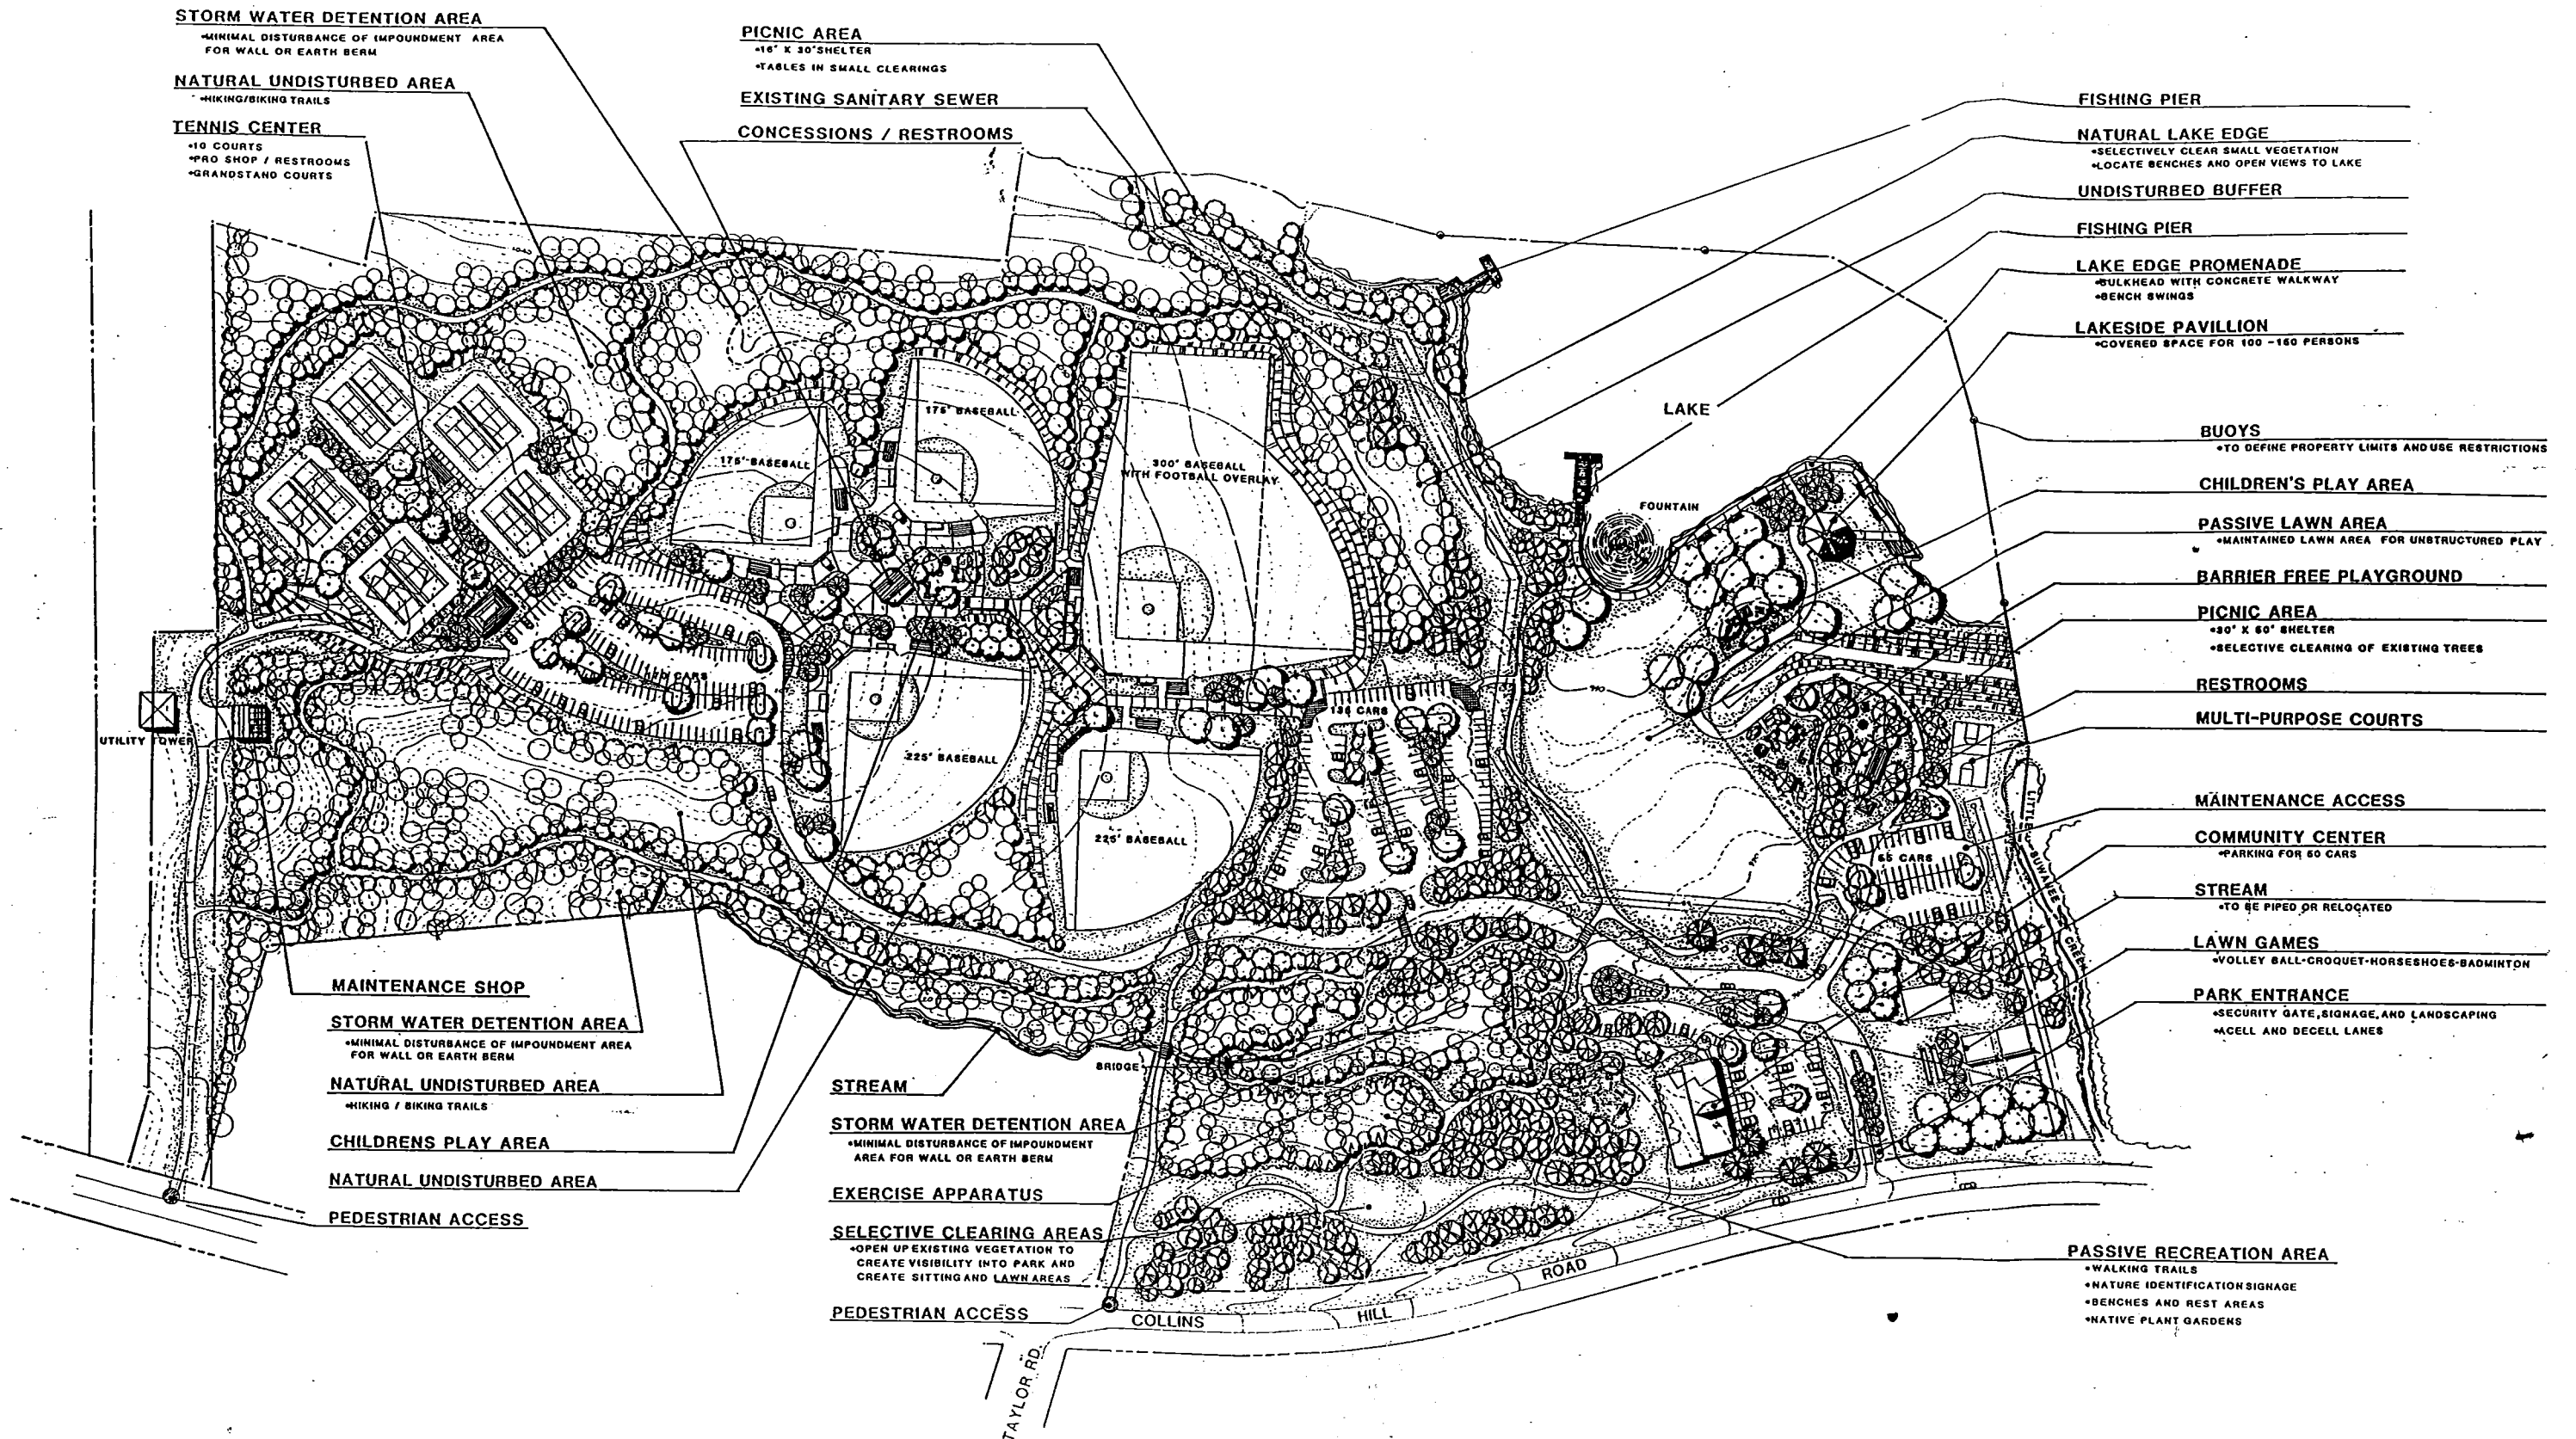 STORM WATER DETENTION AREA
•MINIMAL DISTURBANCE OF IMPOUNDMENT AREA
FOR WALL OR EARTH BERM
NATURAL UNDISTURBED AREA
•HIKING/BIKING TRAILS
TENNIS CENTER
•10 COURTS
•PRO SHOP / RESTROOMS
•GRANDSTAND COURTS
PICNIC AREA
•16' X 30' SHELTER
•TABLES IN SMALL CLEARINGS
EXISTING SANITARY SEWER
CONCESSIONS / RESTROOMS
FISHING PIER
NATURAL LAKE EDGE
•SELECTIVELY CLEAR SMALL VEGETATION
•LOCATE BENCHES AND OPEN VIEWS TO LAKE
UNDISTURBED BUFFER
FISHING PIER
LAKE EDGE PROMENADE
•BULKHEAD WITH CONCRETE WALKWAY
•BENCH SWINGS
LAKESIDE PAVILLION
•COVERED SPACE FOR 100 -150 PERSONS
BUOYS
•TO DEFINE PROPERTY LIMITS AND USE RESTRICTIONS
CHILDREN'S PLAY AREA
PASSIVE LAWN AREA
•MAINTAINED LAWN AREA FOR UNSTRUCTURED PLAY
BARRIER FREE PLAYGROUND
PICNIC AREA
•30' X 60' SHELTER
•SELECTIVE CLEARING OF EXISTING TREES
RESTROOMS
MULTI-PURPOSE COURTS
MAINTENANCE ACCESS
COMMUNITY CENTER
•PARKING FOR 60 CARS
STREAM
•TO BE PIPED OR RELOCATED
LAWN GAMES
•VOLLEY BALL-CROQUET-HORSESHOES-BADMINTON
PARK ENTRANCE
•SECURITY GATE, SIGNAGE, AND LANDSCAPING
•ACELL AND DECELL LANES
175' BASEBALL
175' BASEBALL
300' BASEBALL
WITH FOOTBALL OVERLAY
LAKE
FOUNTAIN
CARS
136 CARS
225' BASEBALL
225' BASEBALL
65 CARS
UTILITY TOWER
LITTLE SUWANEE CREEK
BRIDGE
MAINTENANCE SHOP
STORM WATER DETENTION AREA
•MINIMAL DISTURBANCE OF IMPOUNDMENT AREA
FOR WALL OR EARTH BERM
NATURAL UNDISTURBED AREA
•HIKING / BIKING TRAILS
CHILDRENS PLAY AREA
NATURAL UNDISTURBED AREA
PEDESTRIAN ACCESS
STREAM
STORM WATER DETENTION AREA
•MINIMAL DISTURBANCE OF IMPOUNDMENT
AREA FOR WALL OR EARTH BERM
EXERCISE APPARATUS
SELECTIVE CLEARING AREAS
•OPEN UP EXISTING VEGETATION TO
CREATE VISIBILITY INTO PARK AND
CREATE SITTING AND LAWN AREAS
PEDESTRIAN ACCESS
COLLINS HILL ROAD
TAYLOR RD.
PASSIVE RECREATION AREA
•WALKING TRAILS
•NATURE IDENTIFICATION SIGNAGE
•BENCHES AND REST AREAS
•NATIVE PLANT GARDENS